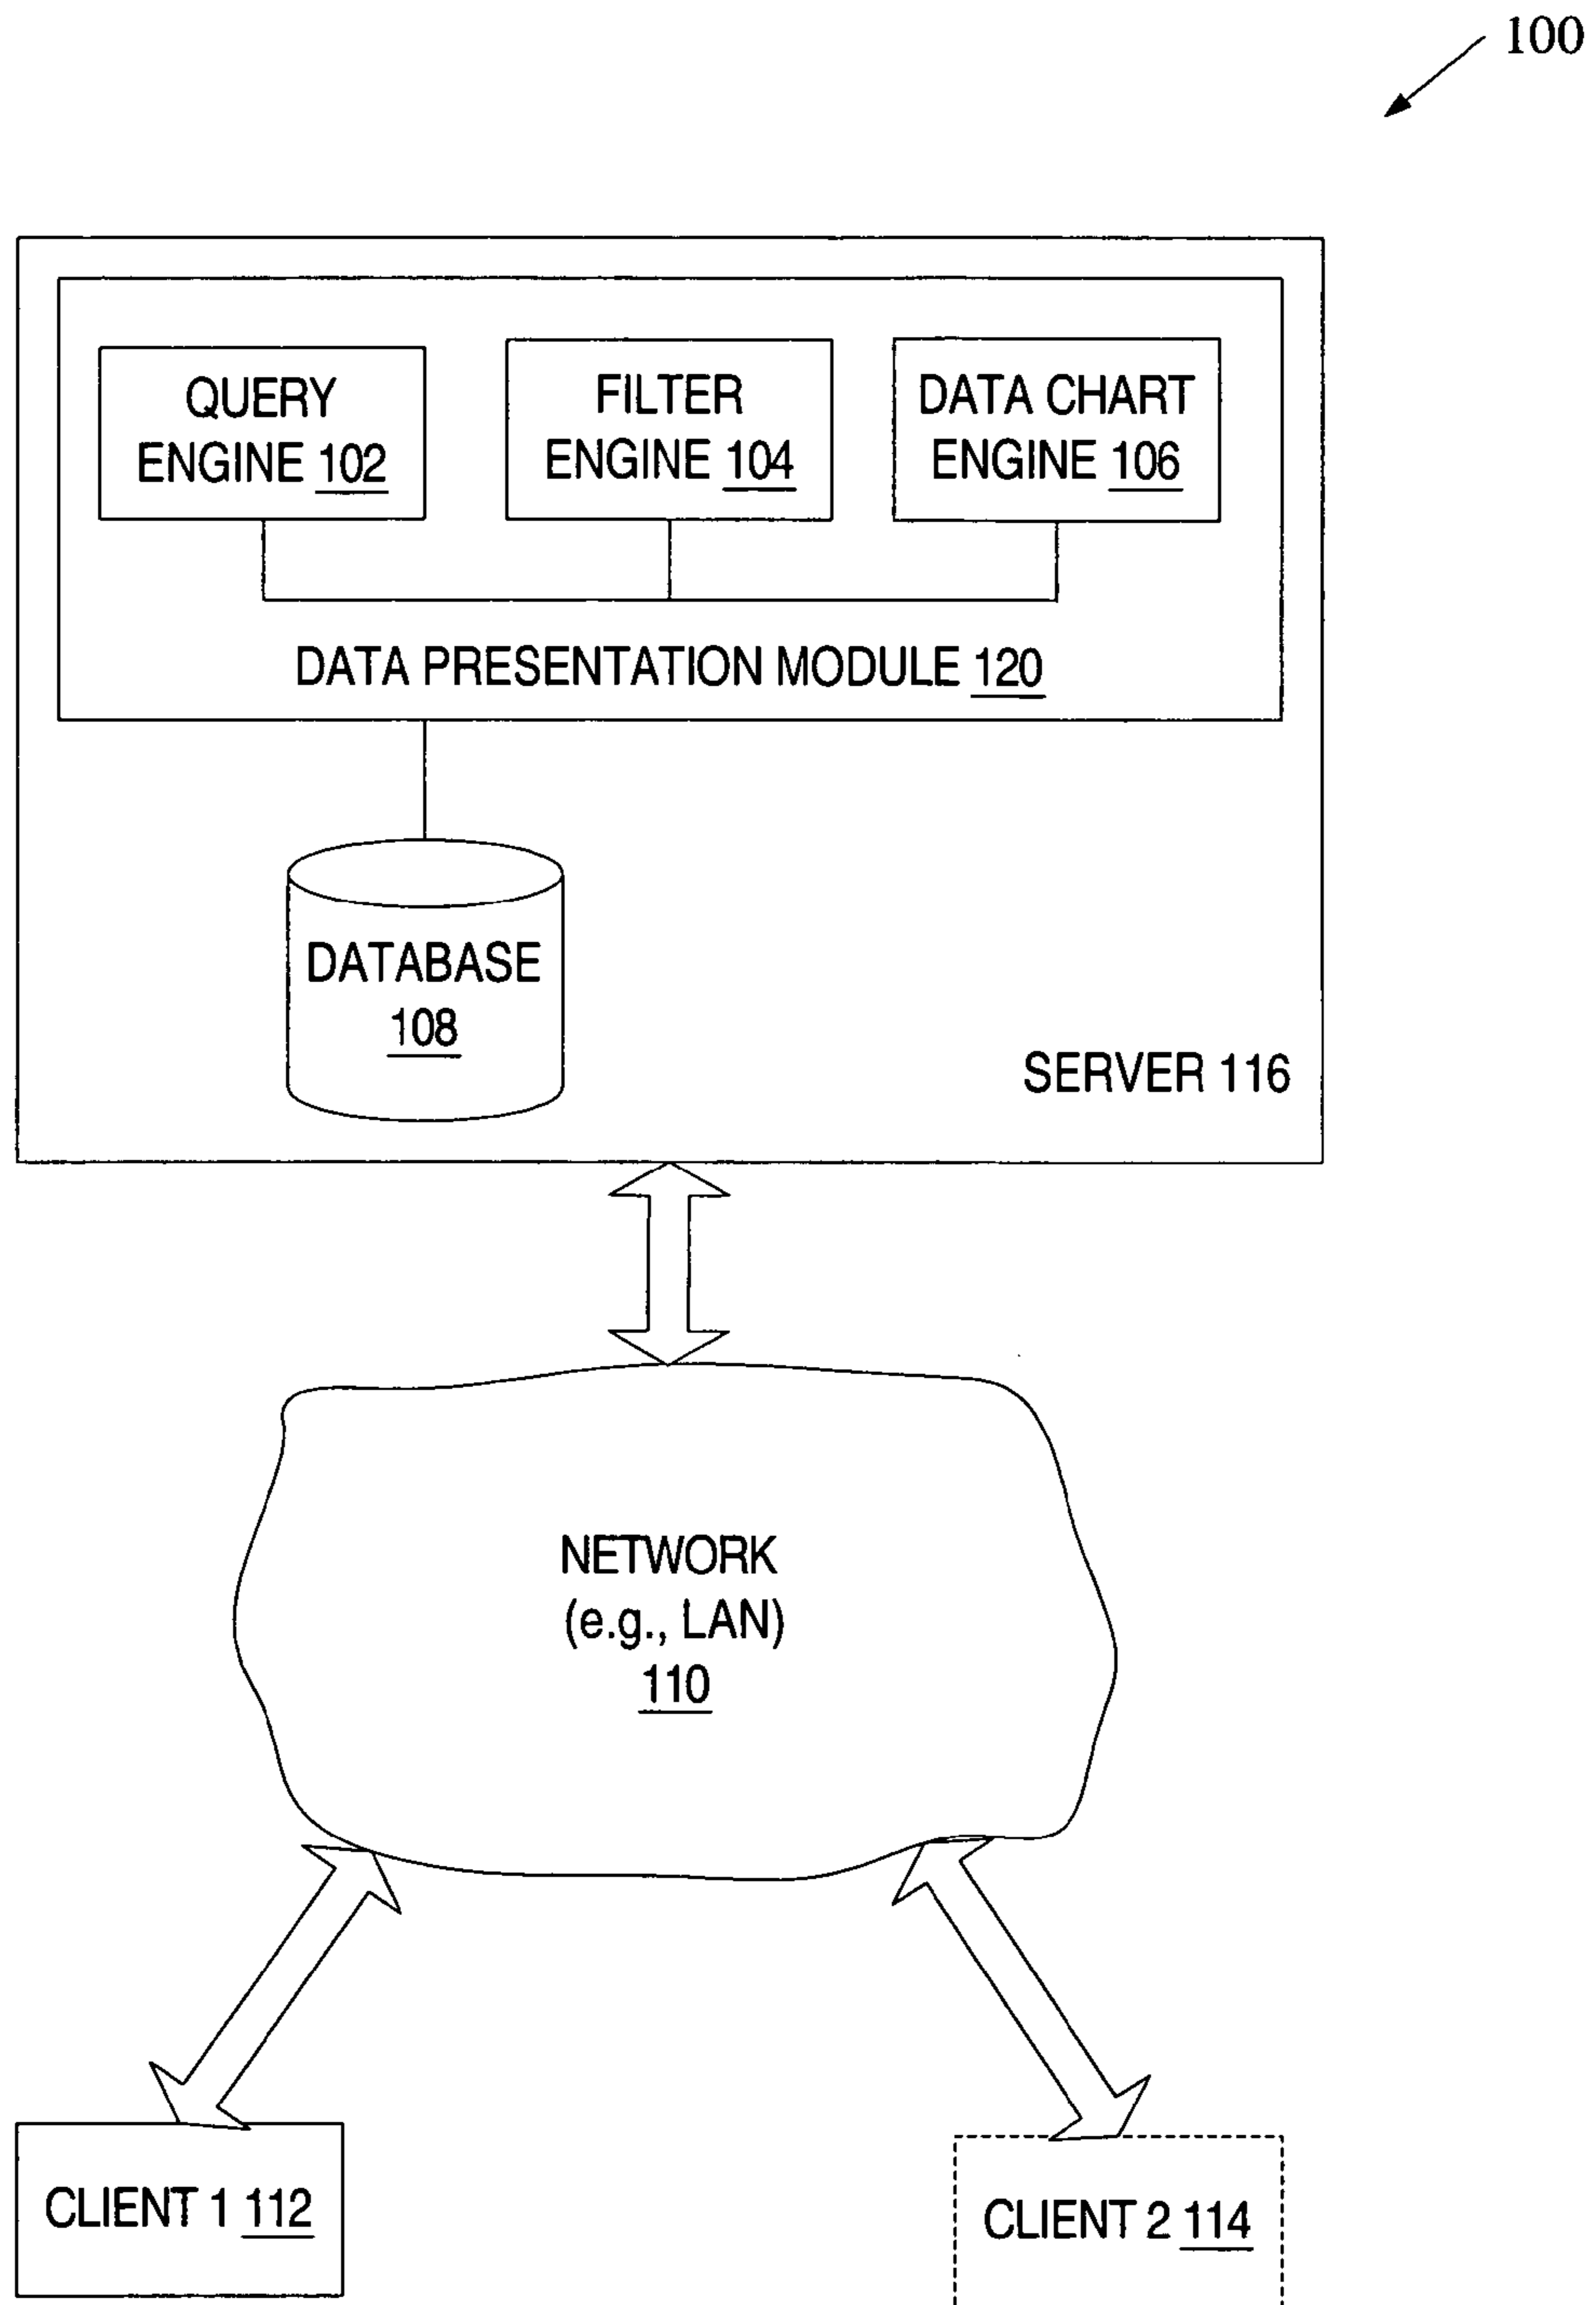 100
QUERY
ENGINE 102
FILTER
ENGINE 104
DATA CHART
ENGINE 106
DATA PRESENTATION MODULE 120
DATABASE
108
SERVER 116
NETWORK
(e.g., LAN)
110
CLIENT 1 112
CLIENT 2 114